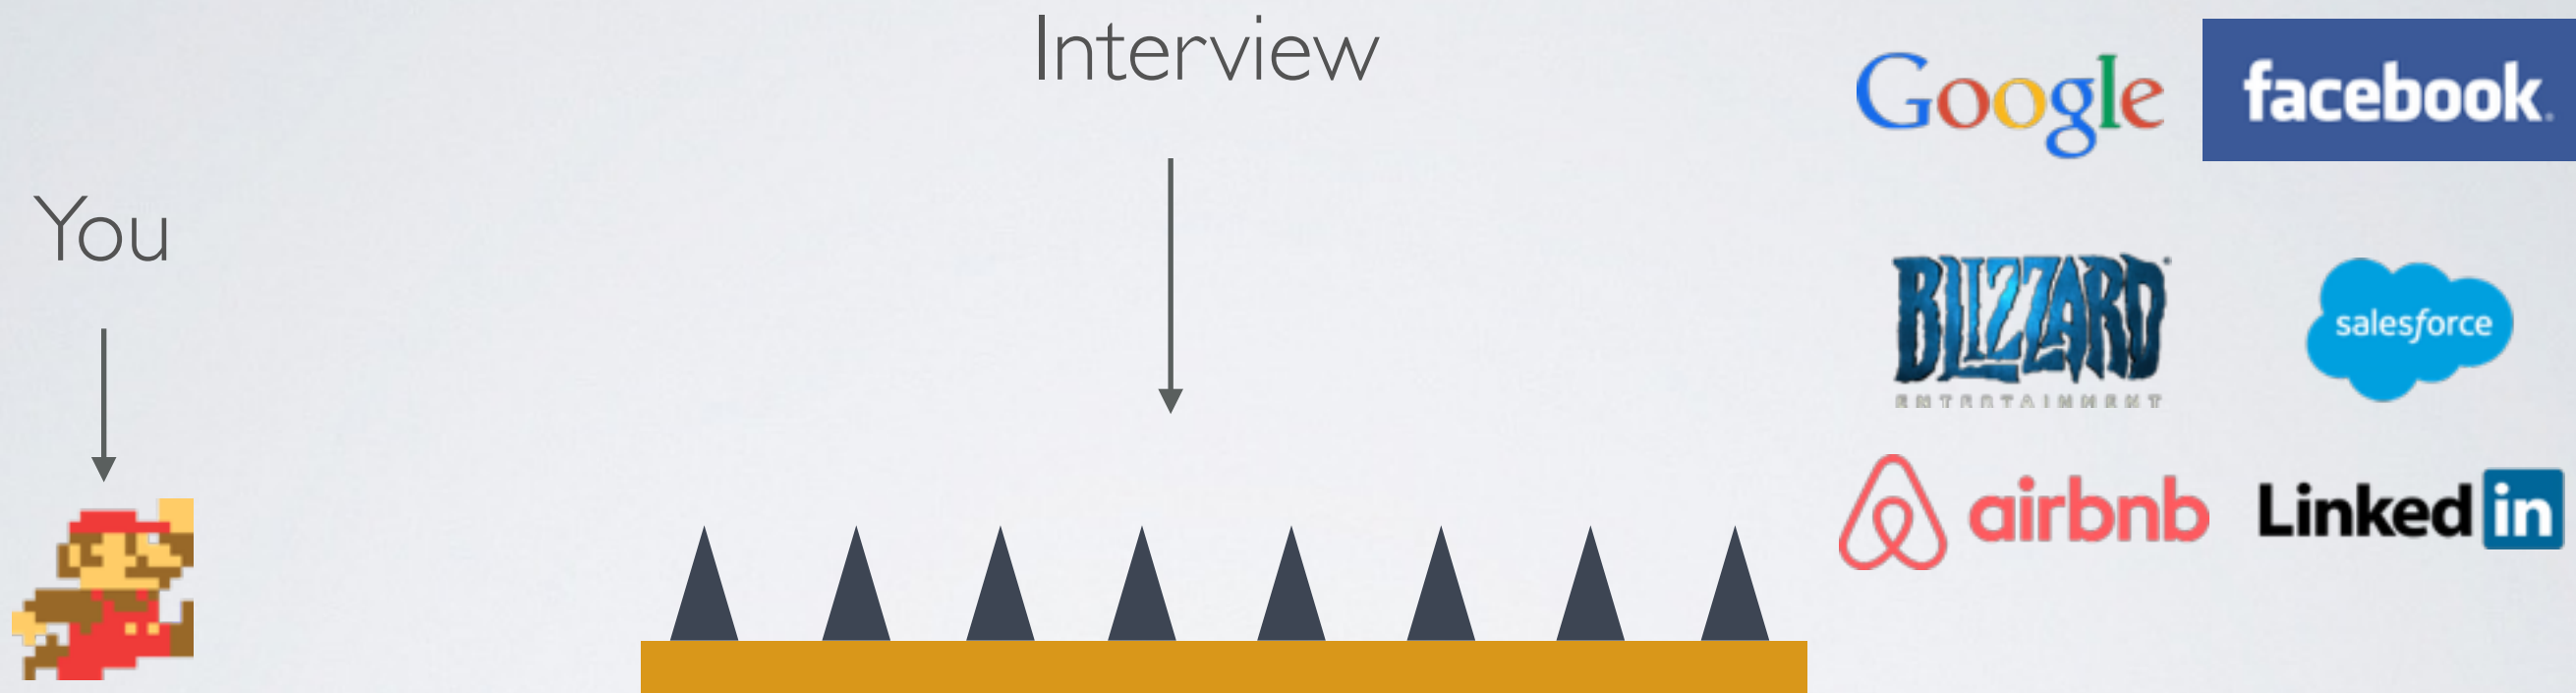 Interview
Google
facebook.
You
BLIZZARD
ENTERTAINMENT
salesforce
airbnb
Linked in